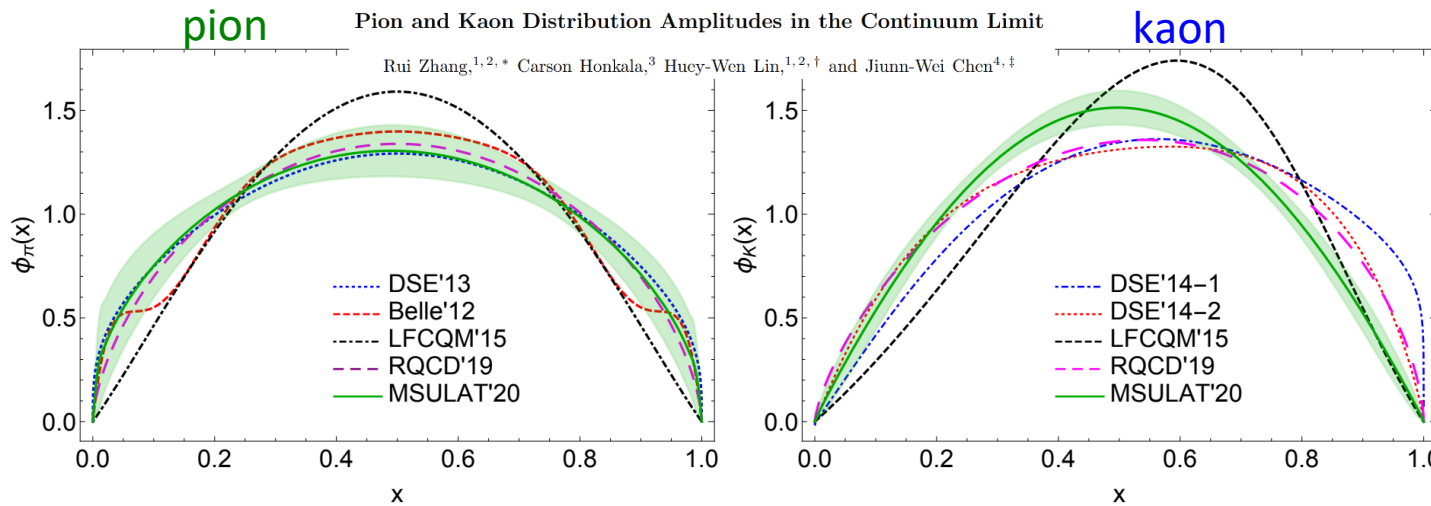 pion
Pion and Kaon Distribution Amplitudes in the Continuum Limit
kaon
Rui Zhang,1, 2, * Carson Honkala,3 Huey-Wen Lin,1, 2, † and Jiunn-Wei Chen4, ‡
1.5
1.0
0.5
0.0
ϕπ(x)
DSE'13
Belle'12
LFCQM'15
RQCD'19
MSULAT'20
0.0 0.2 0.4 0.6 0.8 1.0
x
1.5
1.0
0.5
0.0
ϕK(x)
DSE'14-1
DSE'14-2
LFCQM'15
RQCD'19
MSULAT'20
0.0 0.2 0.4 0.6 0.8 1.0
x